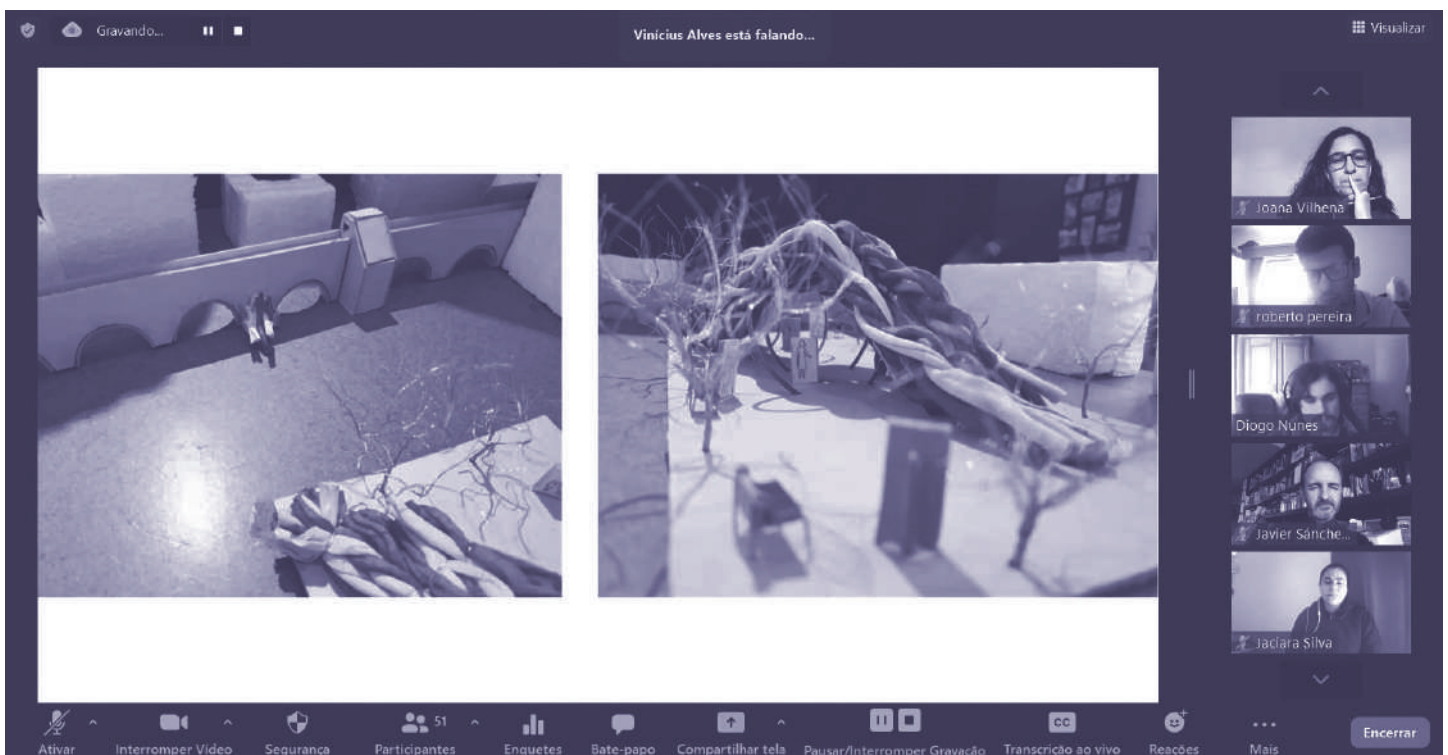 Gravando...
Vinícius Alves está falando...
Visualizar
Joana Vilhena
roberto pereira
Diogo Nunes
Javier Sánche...
Jaciara Silva
51
Ativar
Interromper Vídeo
Segurança
Participantes
Enquetes
Bate-papo
Compartilhar tela
Pausar/Interromper Gravação
CC
Transcrição ao vivo
Reações
Mais
Encerrar